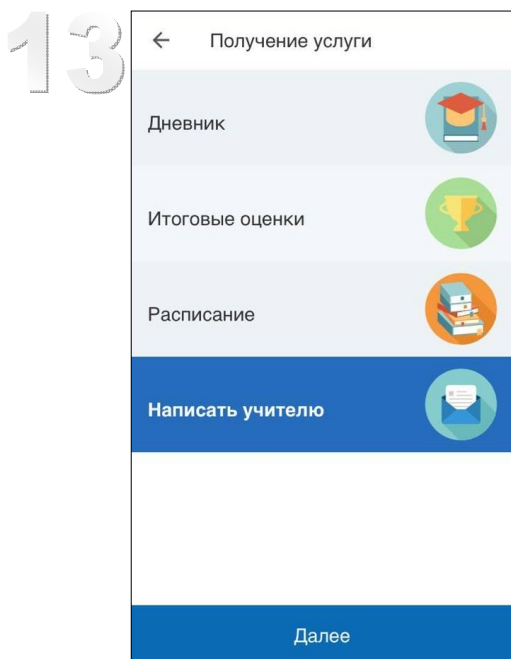 13
Получение услуги
Дневник
Итоговые оценки
Расписание
Написать учителю
Далее